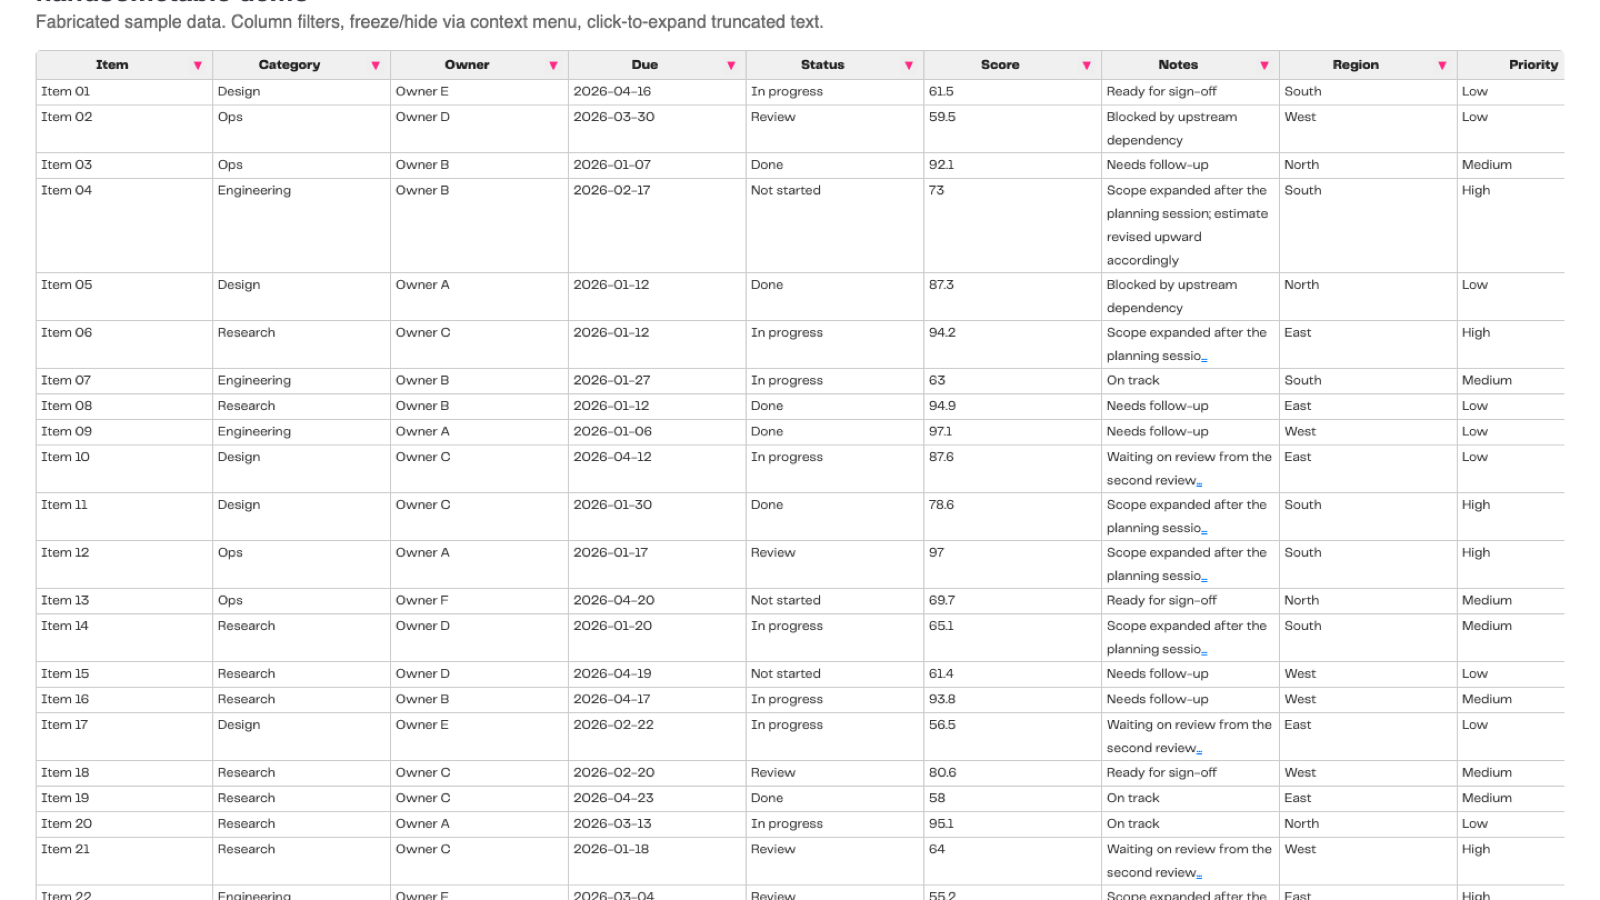 Fabricated sample data. Column filters, freeze/hide via context menu, click-to-expand truncated text.
Item ▼ Category ▼ Owner ▼ Due ▼ Status ▼ Score ▼ Notes ▼ Region ▼ Priority
Item 01 Design Owner E 2026-04-16 In progress 61.5 Ready for sign-off South Low
Item 02 Ops Owner D 2026-03-30 Review 59.5 Blocked by upstream West Low
dependency
Item 03 Ops Owner B 2026-01-07 Done 92.1 Needs follow-up North Medium
Item 04 Engineering Owner B 2026-02-17 Not started 73 Scope expanded after the South High
planning session; estimate
revised upward
accordingly
Item 05 Design Owner A 2026-01-12 Done 87.3 Blocked by upstream North Low
dependency
Item 06 Research Owner C 2026-01-12 In progress 94.2 Scope expanded after the East High
planning sessio…
Item 07 Engineering Owner B 2026-01-27 In progress 63 On track South Medium
Item 08 Research Owner B 2026-01-12 Done 94.9 Needs follow-up East Low
Item 09 Engineering Owner A 2026-01-06 Done 97.1 Needs follow-up West Low
Item 10 Design Owner C 2026-04-12 In progress 87.6 Waiting on review from the East Low
second review…
Item 11 Design Owner C 2026-01-30 Done 78.6 Scope expanded after the South High
planning sessio…
Item 12 Ops Owner A 2026-01-17 Review 97 Scope expanded after the South High
planning sessio…
Item 13 Ops Owner F 2026-04-20 Not started 69.7 Ready for sign-off North Medium
Item 14 Research Owner D 2026-01-20 In progress 65.1 Scope expanded after the South Medium
planning sessio…
Item 15 Research Owner D 2026-04-19 Not started 61.4 Needs follow-up West Low
Item 16 Research Owner B 2026-04-17 In progress 93.8 Needs follow-up West Medium
Item 17 Design Owner E 2026-02-22 In progress 56.5 Waiting on review from the East Low
second review…
Item 18 Research Owner C 2026-02-20 Review 80.6 Ready for sign-off West Medium
Item 19 Research Owner C 2026-04-23 Done 58 On track East Medium
Item 20 Research Owner A 2026-03-13 In progress 95.1 On track North Low
Item 21 Research Owner C 2026-01-18 Review 64 Waiting on review from the West High
second review…
Item 22 Engineering Owner 2026-03-04 Review 55.2 Scope expanded after the East High